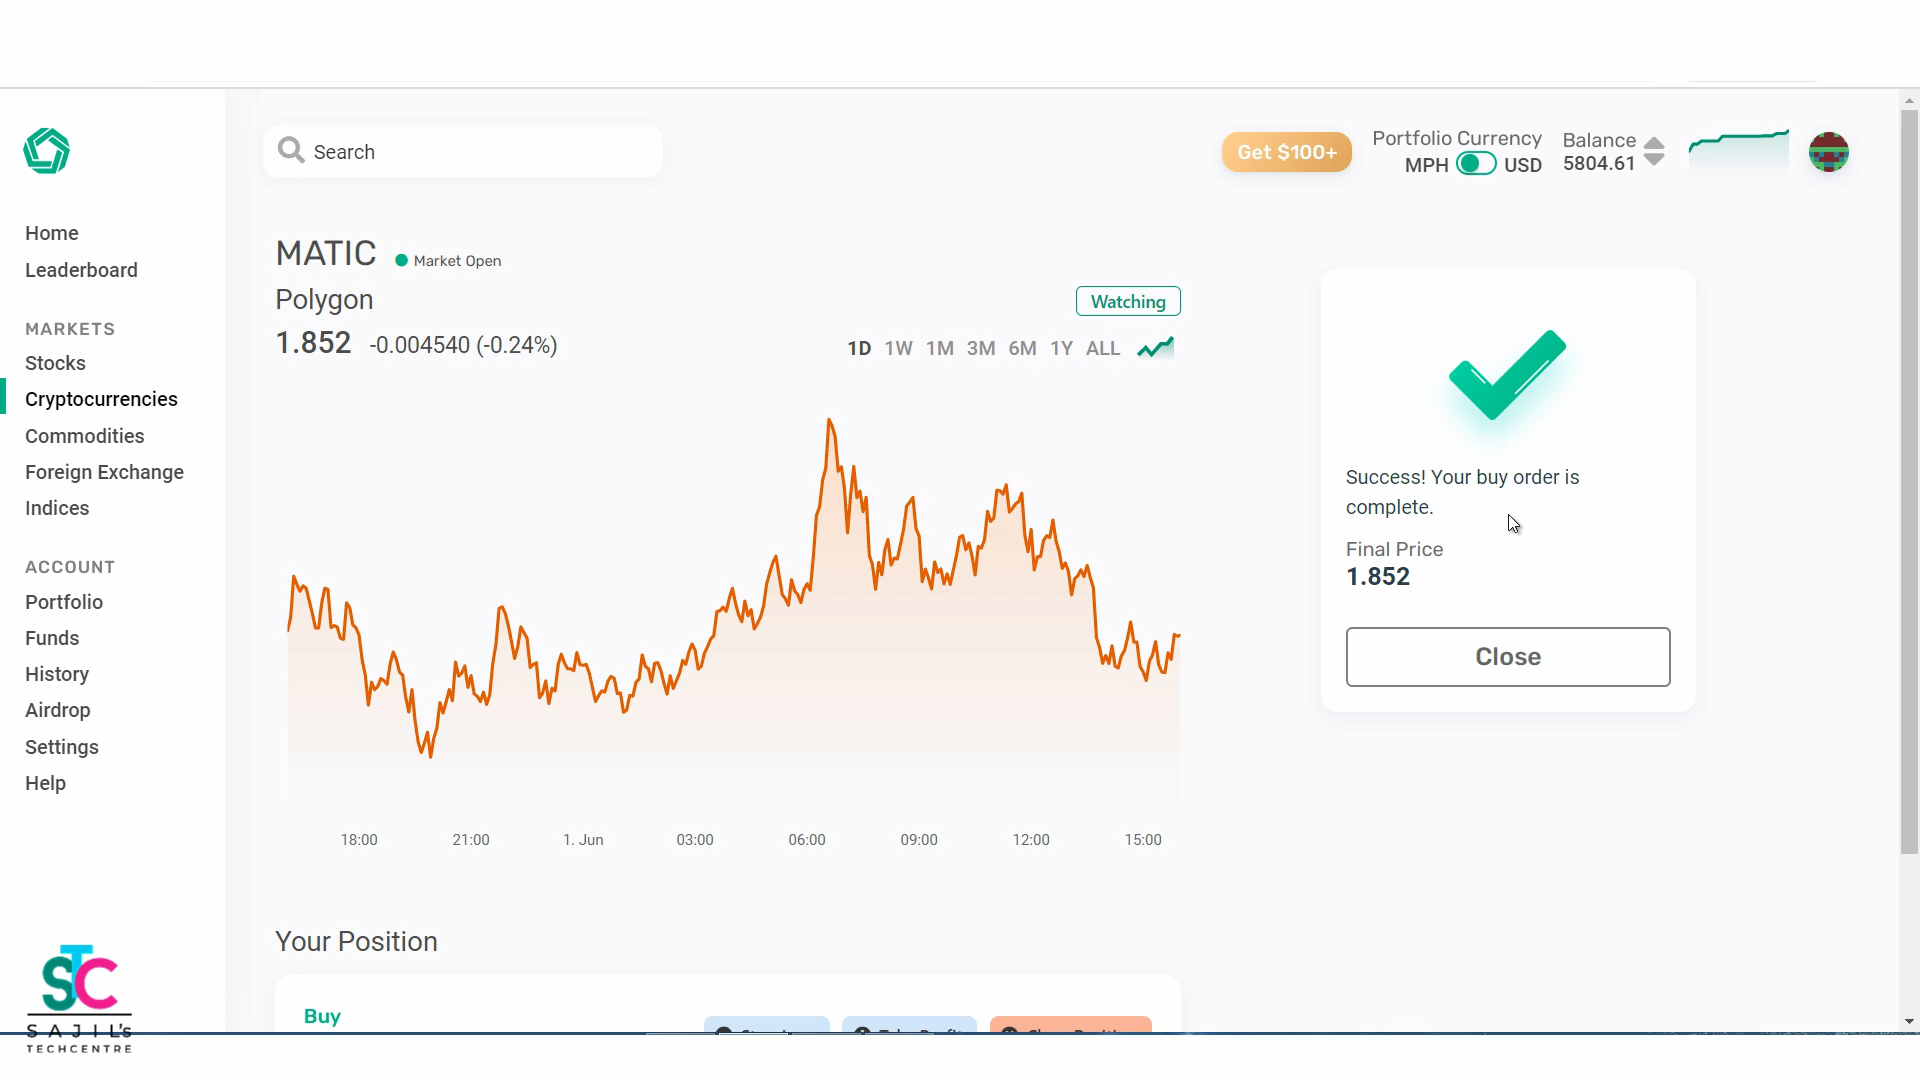 Search
Get $100+
Portfolio Currency
MPH USD
Balance
5804.61
Home
Leaderboard
MARKETS
Stocks
Cryptocurrencies
Commodities
Foreign Exchange
Indices
ACCOUNT
Portfolio
Funds
History
Airdrop
Settings
Help
MATIC Market Open
Polygon
Watching
1.852 -0.004540 (-0.24%)
1D 1W 1M 3M 6M 1Y ALL
18:00 21:00 1. Jun 03:00 06:00 09:00 12:00 15:00
Success! Your buy order is
complete.
Final Price
1.852
Close
Your Position
Buy
STC
SAJIL's
TECHCENTRE